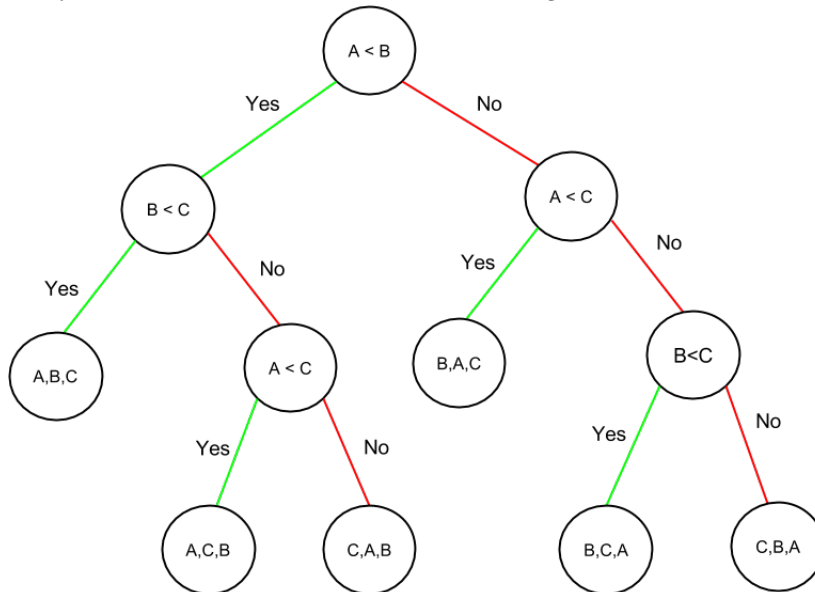 A < B
Yes
No
B < C
A < C
Yes
No
Yes
No
A,B,C
A < C
B,A,C
B<C
Yes
No
Yes
No
A,C,B
C,A,B
B,C,A
C,B,A